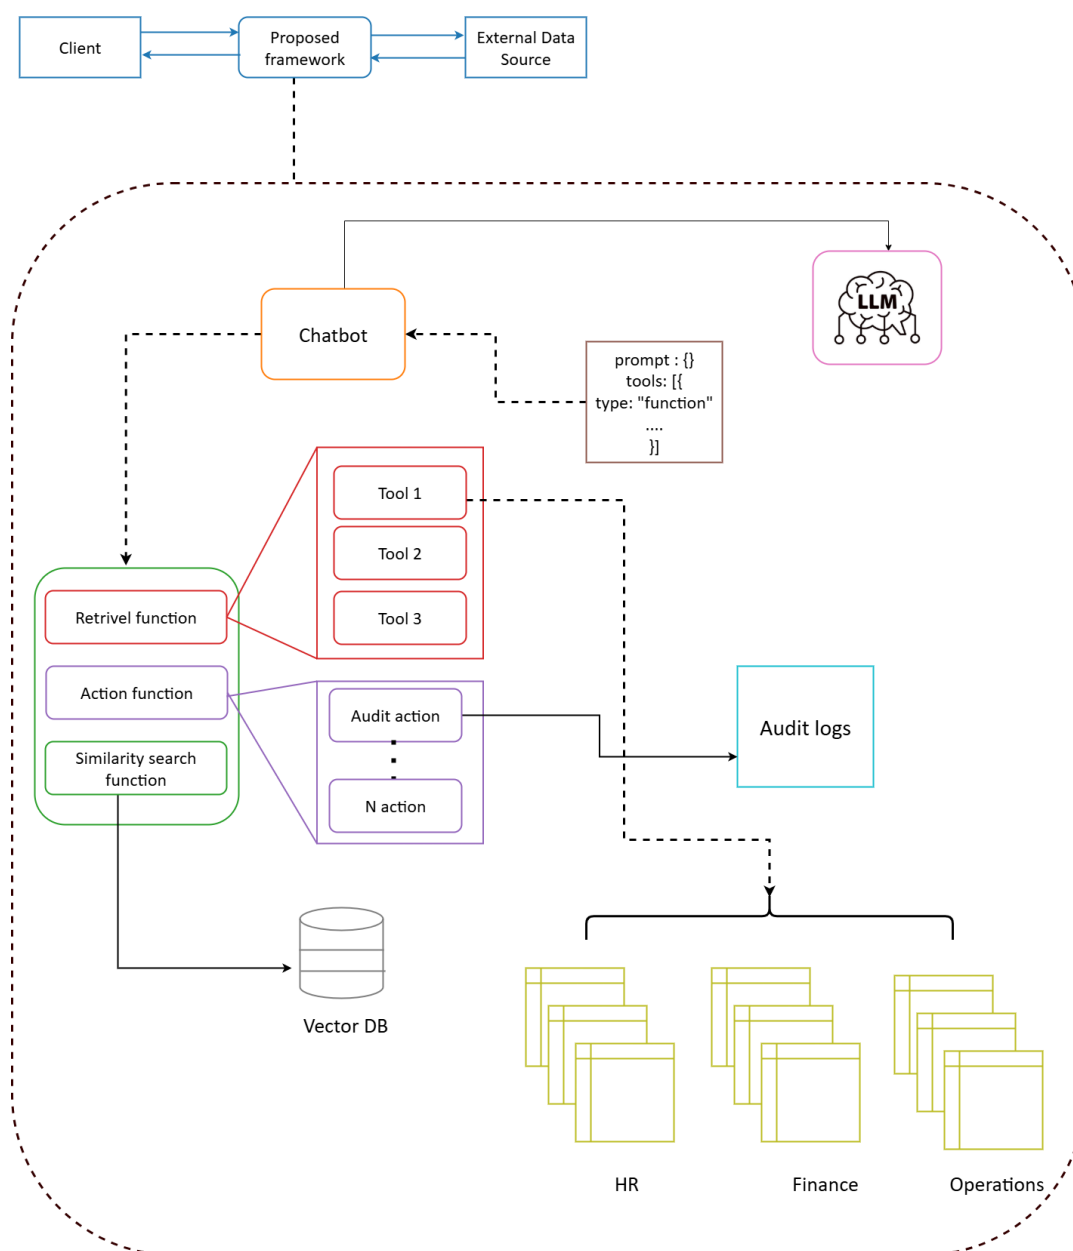 Client
Proposed
framework
External Data
Source
LLM
Chatbot
prompt : {}
tools: [{
type: "function"
....
}]
Tool 1
Tool 2
Tool 3
Retrivel function
Action function
Similarity search
function
Audit action
N action
Audit logs
Vector DB
HR
Finance
Operations